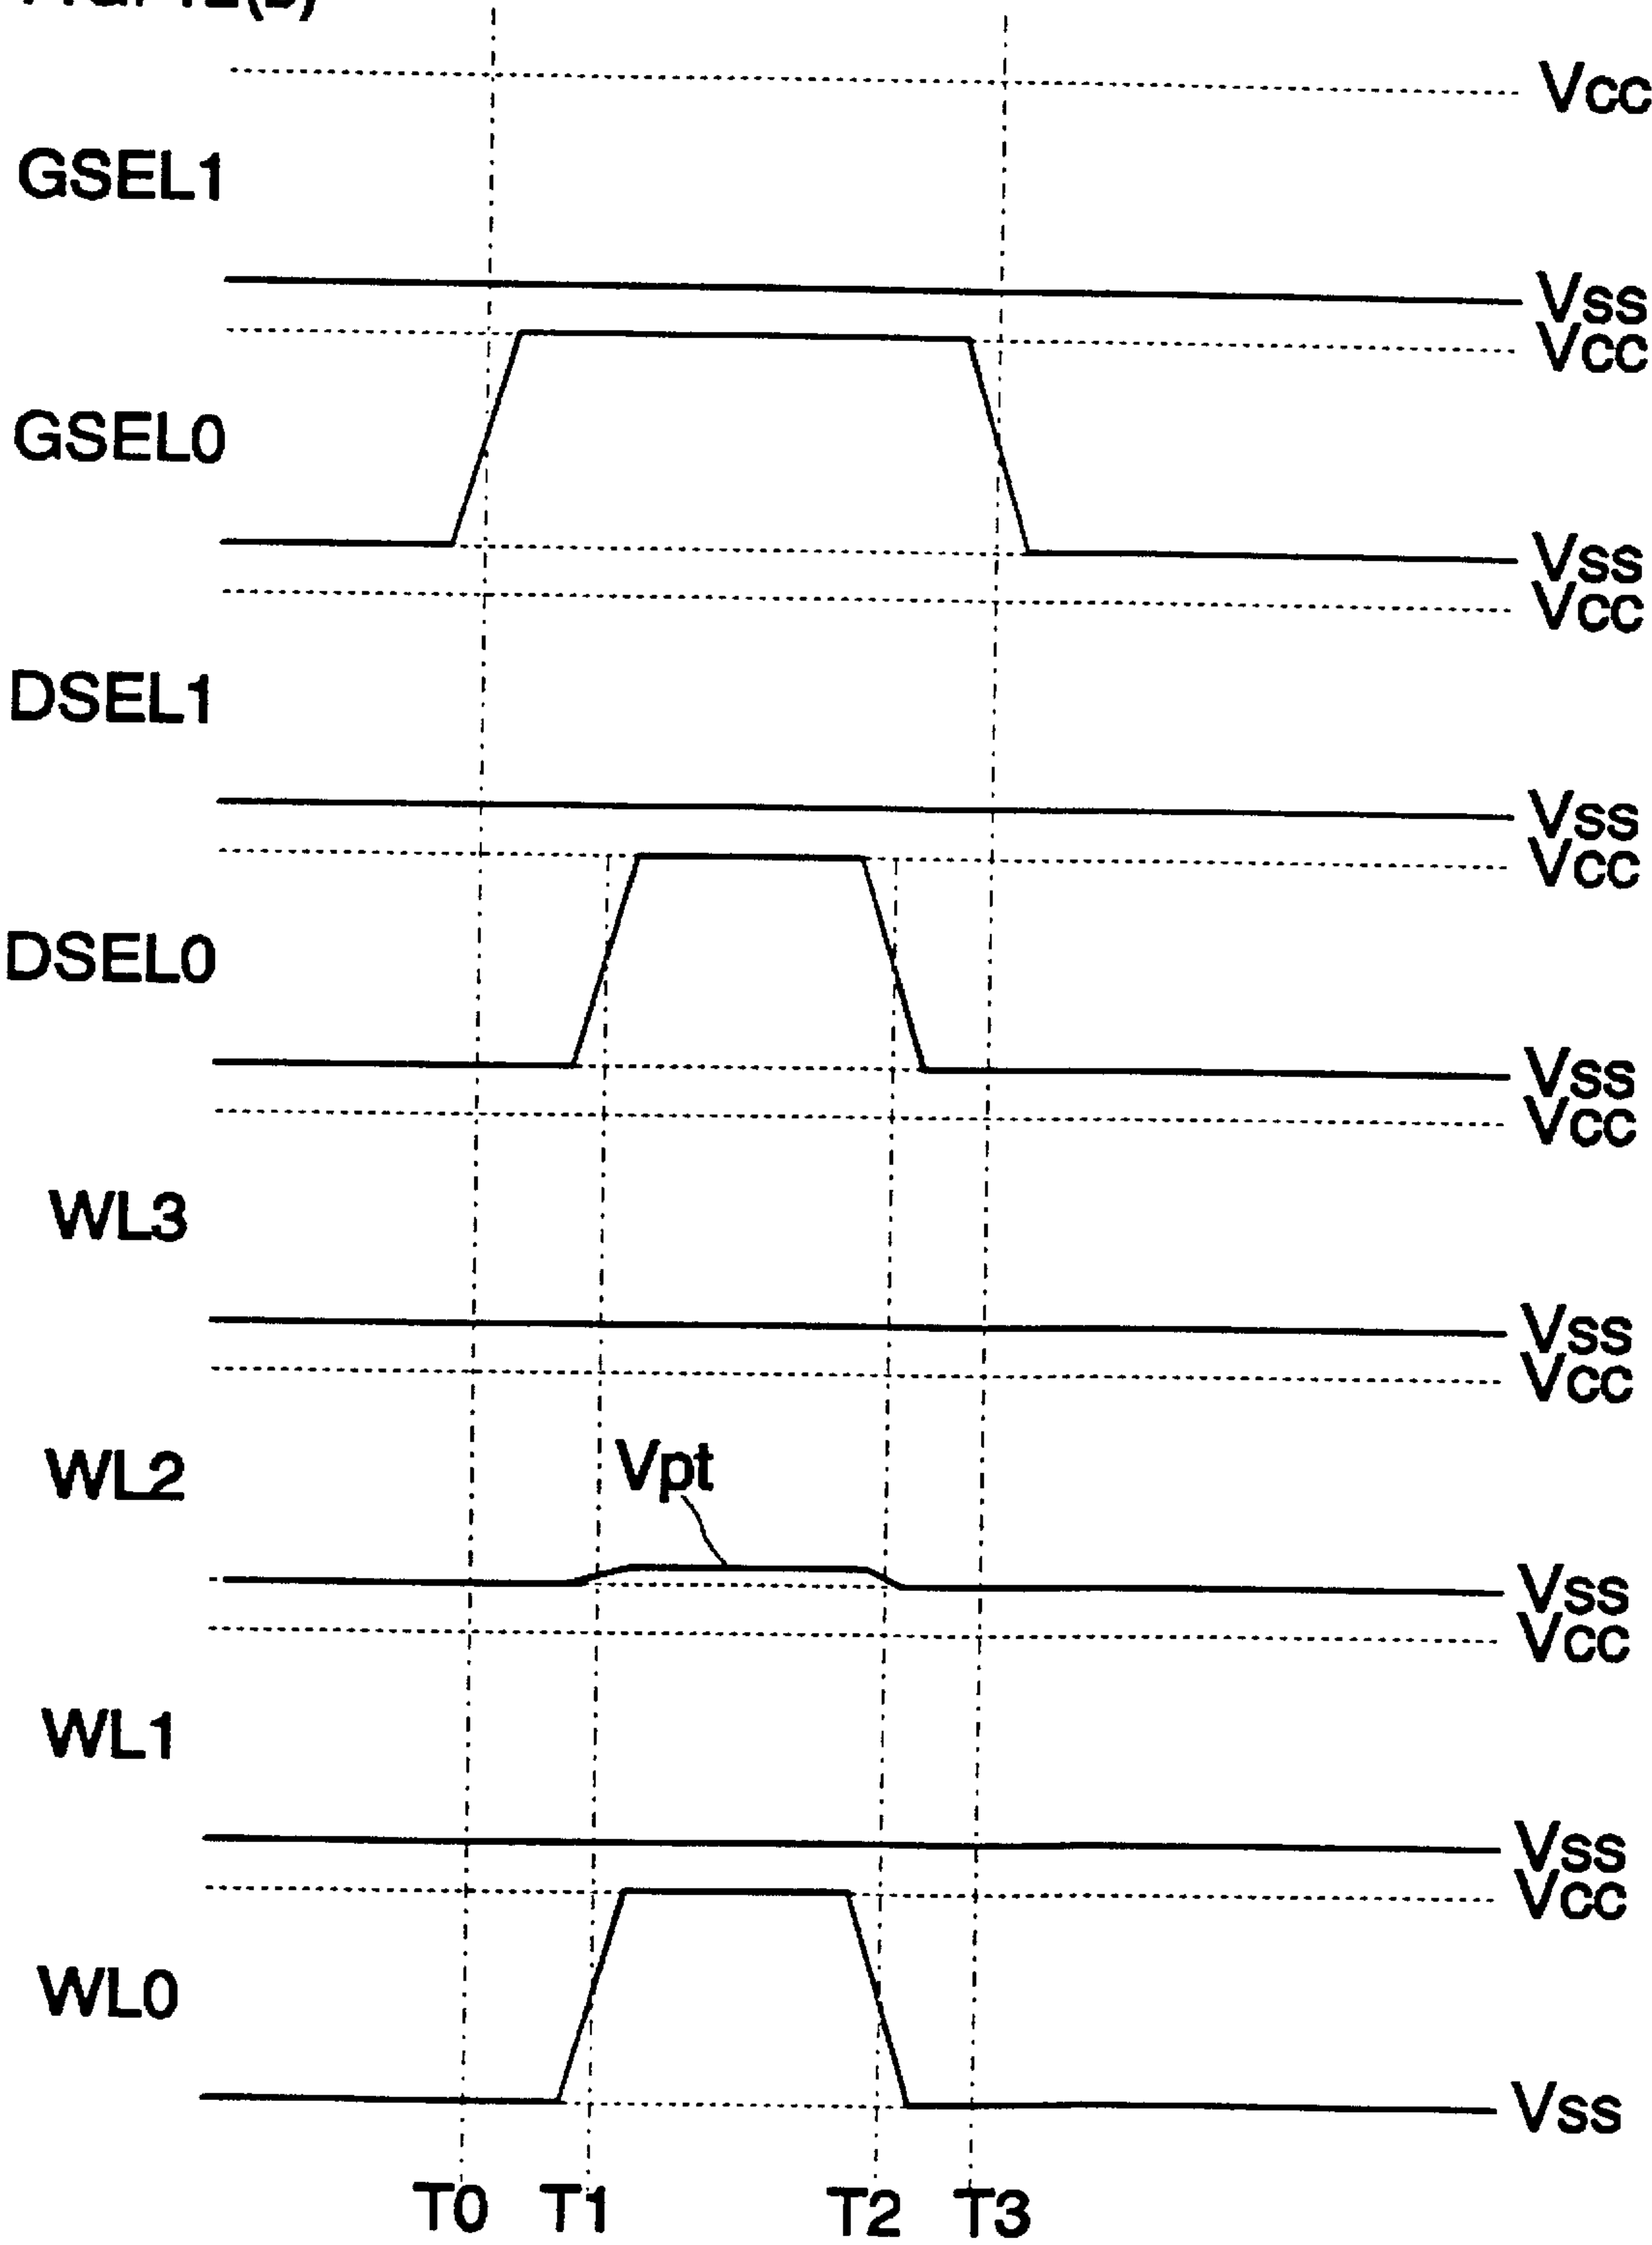 Vcc
GSEL1
Vss
Vcc
GSEL0
Vss
Vcc
DSEL1
Vss
Vcc
DSEL0
Vss
Vcc
WL3
Vss
Vcc
WL2
Vpt
Vss
Vcc
WL1
Vss
Vcc
WL0
Vss
T0 T1 T2 T3